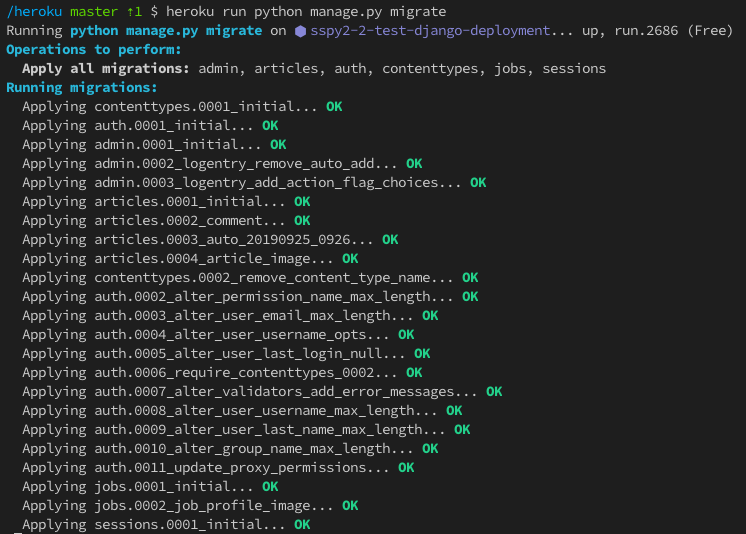 /heroku master ↑1 $ heroku run python manage.py migrate
Running python manage.py migrate on ⬢ sspy2-2-test-django-deployment... up, run.2686 (Free)
Operations to perform:
  Apply all migrations: admin, articles, auth, contenttypes, jobs, sessions
Running migrations:
  Applying contenttypes.0001_initial... OK
  Applying auth.0001_initial... OK
  Applying admin.0001_initial... OK
  Applying admin.0002_logentry_remove_auto_add... OK
  Applying admin.0003_logentry_add_action_flag_choices... OK
  Applying articles.0001_initial... OK
  Applying articles.0002_comment... OK
  Applying articles.0003_auto_20190925_0926... OK
  Applying articles.0004_article_image... OK
  Applying contenttypes.0002_remove_content_type_name... OK
  Applying auth.0002_alter_permission_name_max_length... OK
  Applying auth.0003_alter_user_email_max_length... OK
  Applying auth.0004_alter_user_username_opts... OK
  Applying auth.0005_alter_user_last_login_null... OK
  Applying auth.0006_require_contenttypes_0002... OK
  Applying auth.0007_alter_validators_add_error_messages... OK
  Applying auth.0008_alter_user_username_max_length... OK
  Applying auth.0009_alter_user_last_name_max_length... OK
  Applying auth.0010_alter_group_name_max_length... OK
  Applying auth.0011_update_proxy_permissions... OK
  Applying jobs.0001_initial... OK
  Applying jobs.0002_job_profile_image... OK
  Applying sessions.0001_initial... OK